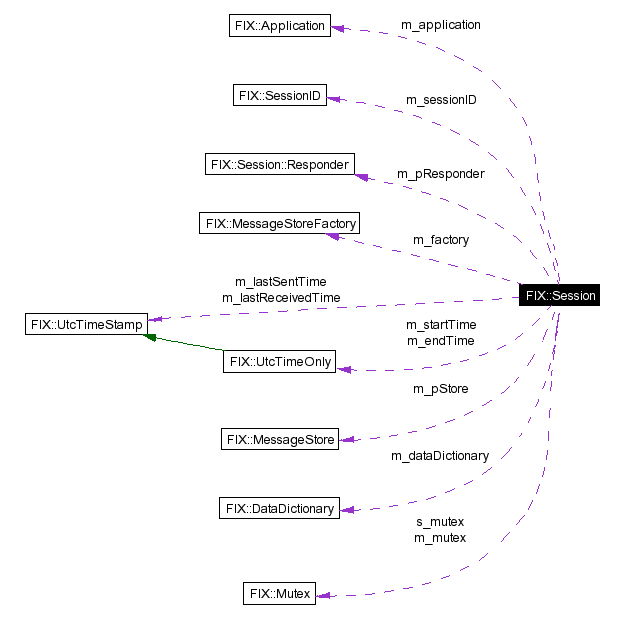 FIX::Application
m_application
FIX::SessionID
m_sessionID
FIX::Session::Responder
m_pResponder
FIX::MessageStoreFactory
m_factory
m_lastSentTime
m_lastReceivedTime
FIX::Session
FIX::UtcTimeStamp
m_startTime
m_endTime
FIX::UtcTimeOnly
m_pStore
FIX::MessageStore
m_dataDictionary
FIX::DataDictionary
s_mutex
m_mutex
FIX::Mutex